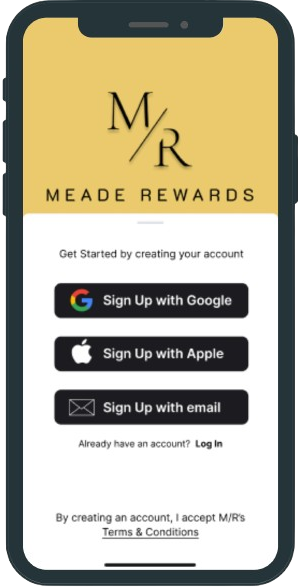 M/R
MEADE REWARDS
Get Started by creating your account
Sign Up with Google
Sign Up with Apple
Sign Up with email
Already have an account? Log In
By creating an account, I accept M/R's
Terms & Conditions